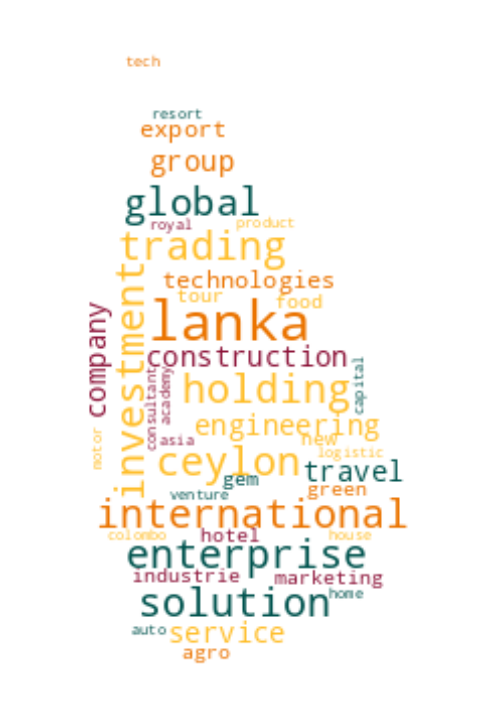 tech
resort
export
group
global
royal
product
trading
technologies
tour
food
investment
lanka
company
construction
consultant
academy
holding
capital
engineering
motor
asia
new
logistic
ceylon
travel
gem
green
venture
international
colombo
hotel
house
enterprise
industrie
marketing
solution
home
auto
service
agro